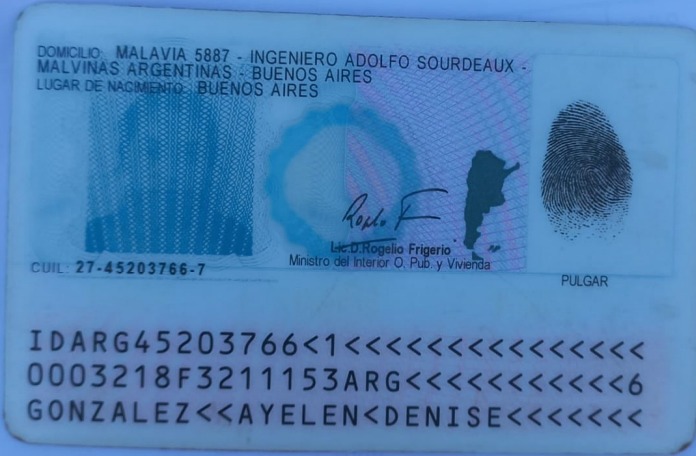 DOMICILIO: MALAVIA 5887 - INGENIERO ADOLFO SOURDEAUX -
MALVINAS ARGENTINAS - BUENOS AIRES
LUGAR DE NACIMIENTO: BUENOS AIRES
Lic.D.Rogelio Frigerio
Ministro del Interior O. Pub. y Vivienda
CUIL: 27-45203766-7
PULGAR
IDARG45203766<1<<<<<<<<<<<<<<<
0003218F3211153ARG<<<<<<<<<<<6
GONZALEZ<<AYELEN<DENISE<<<<<<<